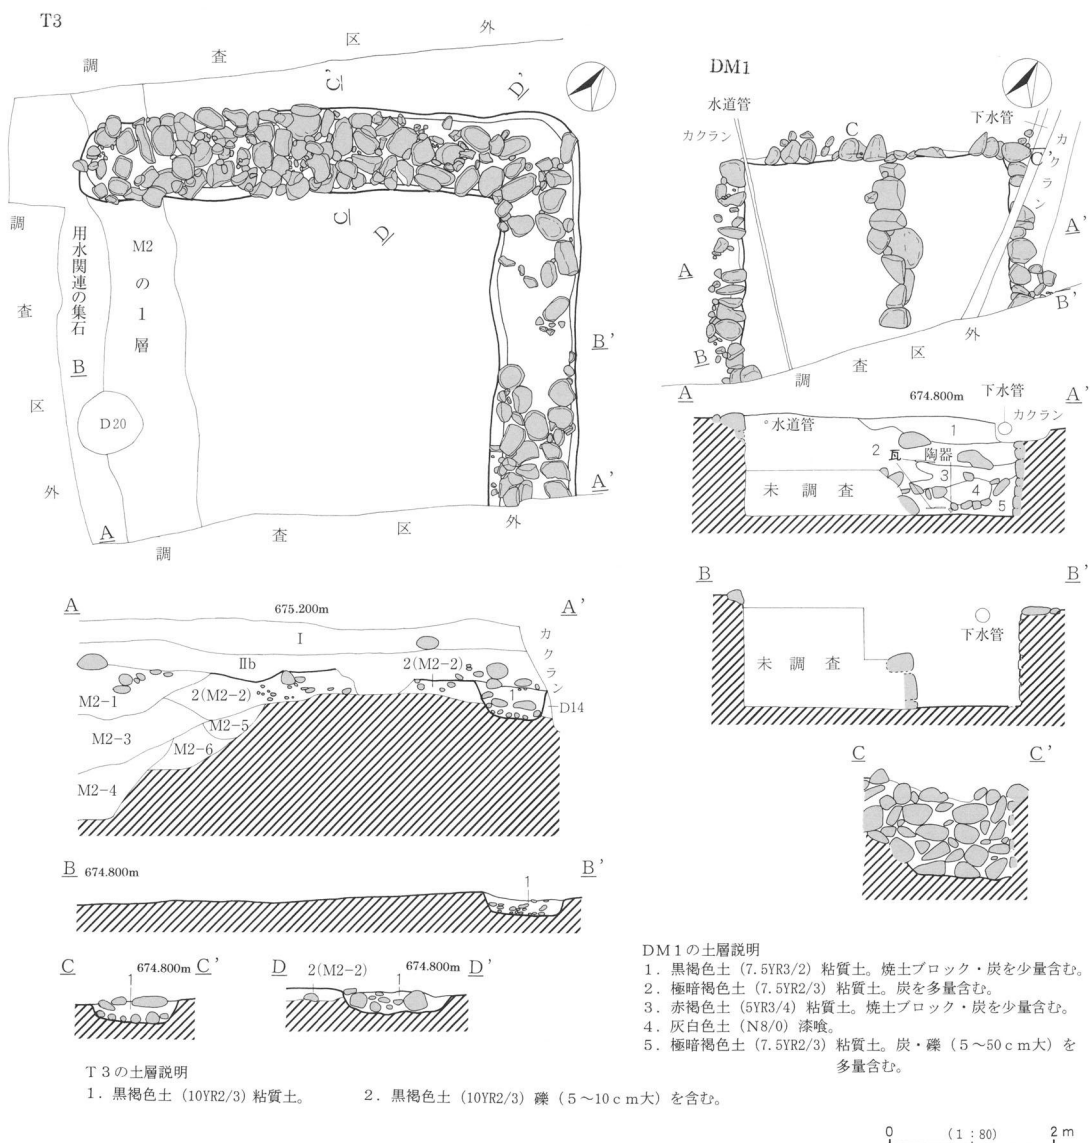 T3
調査区外
C'
D'
調査区外
用水関連の集石
M2の1層
C
D
B
B'
D20
A
A'
調査区外
DM1
水道管
カクラン
下水管
カクラン
C
C'
A
A'
B
B'
調査区外
A
674.800m
下水管
A'
カクラン
水道管
1
2
瓦
陶器
3
4
5
未調査
B
B'
下水管
未調査
C
C'
A
675.200m
A'
カクラン
I
IIb
2(M2-2)
M2-1
2(M2-2)
1
D14
M2-5
M2-3
M2-6
M2-4
B 674.800m
B'
1
C
674.800m
C'
1
D
2(M2-2)
674.800m
D'
1
T3の土層説明
1．黒褐色土（10YR2/3）粘質土。
2．黒褐色土（10YR2/3）礫（5～10cm大）を含む。
DM1の土層説明
1．黒褐色土（7.5YR3/2）粘質土。焼土ブロック・炭を少量含む。
2．極暗褐色土（7.5YR2/3）粘質土。炭を多量含む。
3．赤褐色土（5YR3/4）粘質土。焼土ブロック・炭を少量含む。
4．灰白色土（N8/0）漆喰。
5．極暗褐色土（7.5YR2/3）粘質土。炭・礫（5～50cm大）を
多量含む。
0 （1：80） 2m